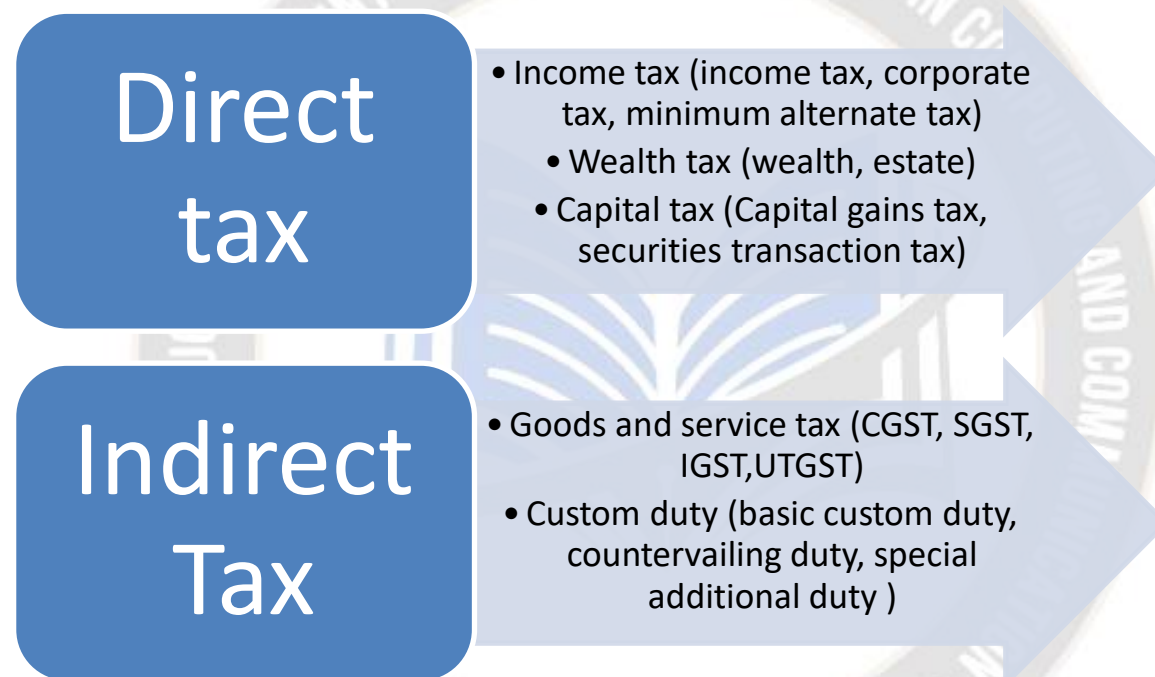 Direct
tax
• Income tax (income tax, corporate
tax, minimum alternate tax)
• Wealth tax (wealth, estate)
• Capital tax (Capital gains tax,
securities transaction tax)
Indirect
Tax
• Goods and service tax (CGST, SGST,
IGST,UTGST)
• Custom duty (basic custom duty,
countervailing duty, special
additional duty )
AND COMMUNICATION